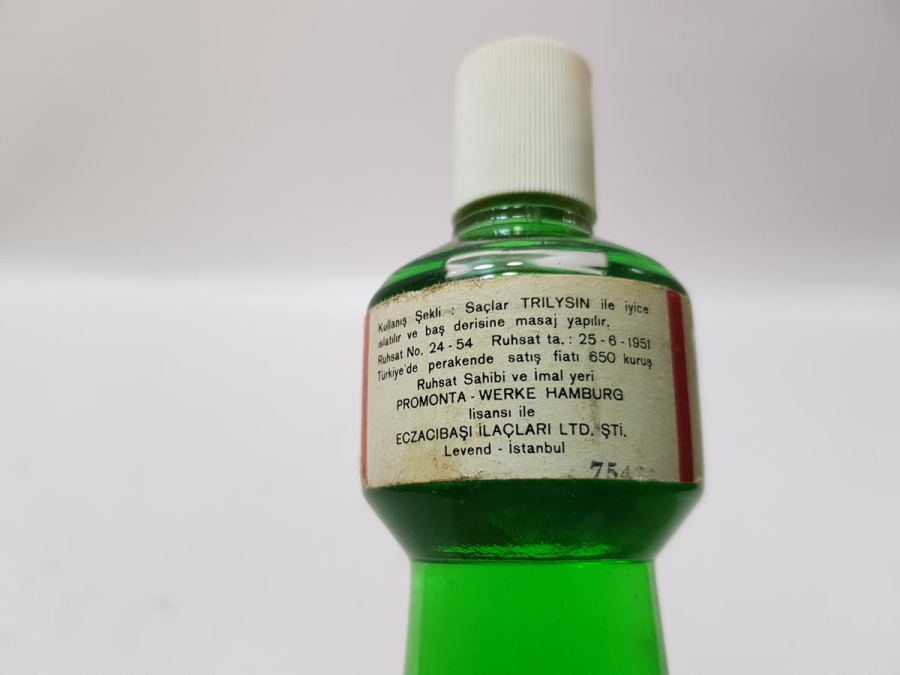 Kullanış Şekli : Saçlar TRILYSIN ile iyice
ıslatılır ve baş derisine masaj yapılır.
Ruhsat No. 24 - 54 Ruhsat ta. : 25 - 6 - 1951
Türkiye'de perakende satış fiatı 650 kuruş
Ruhsat Sahibi ve İmal yeri
PROMONTA - WERKE HAMBURG
lisansı ile
ECZACIBAŞI İLAÇLARI LTD. ŞTİ.
Levend - İstanbul